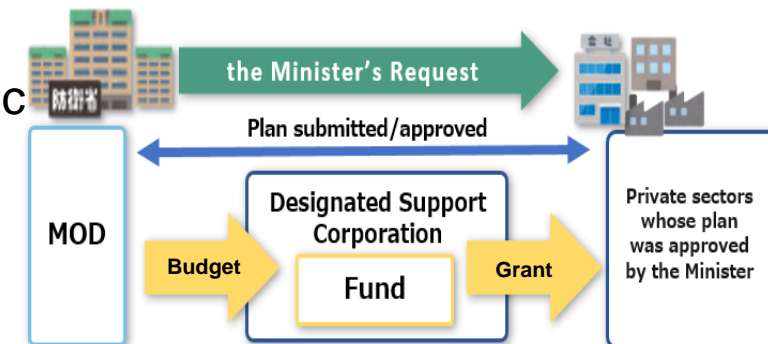 the Minister's Request
会社
C
防衛省
Plan submitted/approved
MOD
Budget
Designated Support
Corporation
Fund
Grant
Private sectors
whose plan
was approved
by the Minister